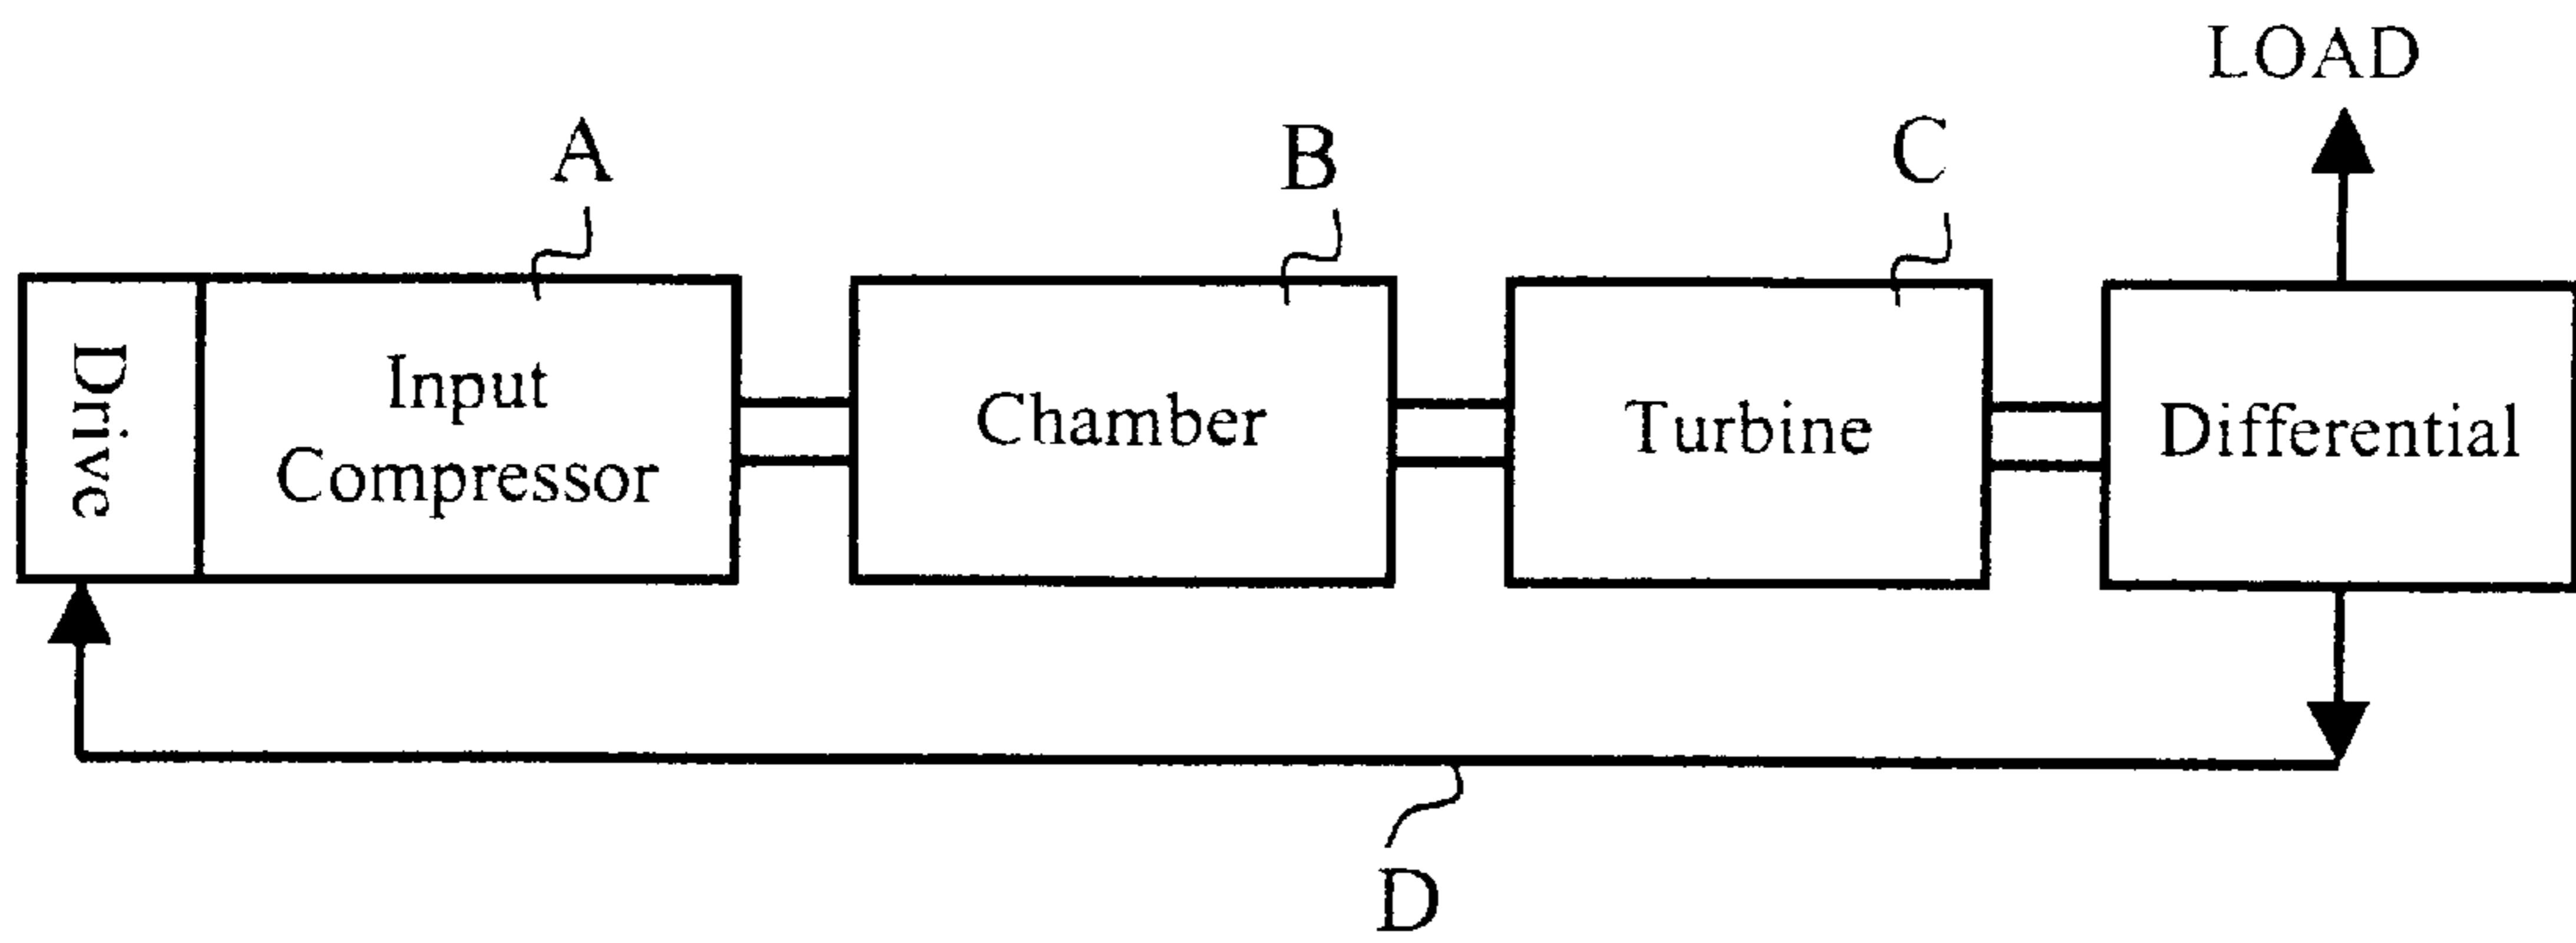 LOAD
A
B
C
Drive
Input
Compressor
Chamber
Turbine
Differential
D